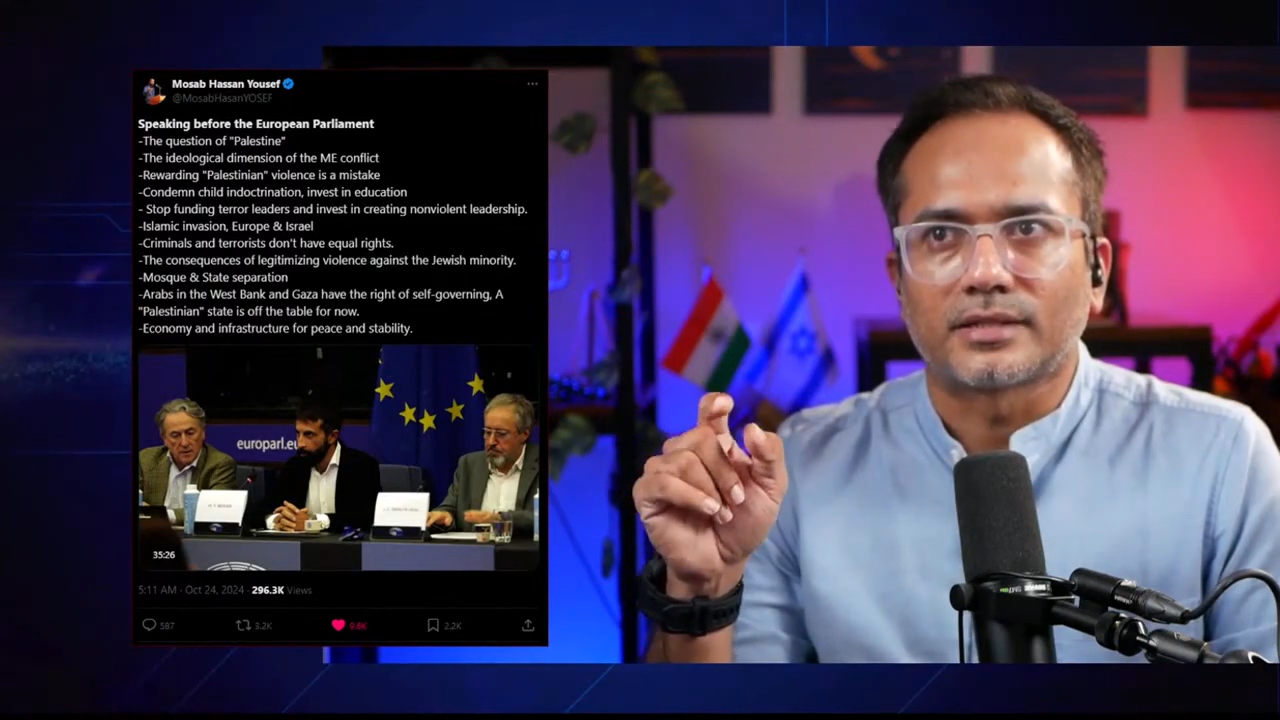 Mosab Hassan Yousef
@MosabHasanYOSEF
Speaking before the European Parliament
-The question of "Palestine"
-The ideological dimension of the ME conflict
-Rewarding "Palestinian" violence is a mistake
-Condemn child indoctrination, invest in education
- Stop funding terror leaders and invest in creating nonviolent leadership.
-Islamic invasion, Europe & Israel
-Criminals and terrorists don't have equal rights.
-The consequences of legitimizing violence against the Jewish minority.
-Mosque & State separation
-Arabs in the West Bank and Gaza have the right of self-governing, A
"Palestinian" state is off the table for now.
-Economy and infrastructure for peace and stability.
europarl.eu
35:26
5:11 AM · Oct 24, 2024 · 296.3K Views
587 3.2K 9.6K 2.2K